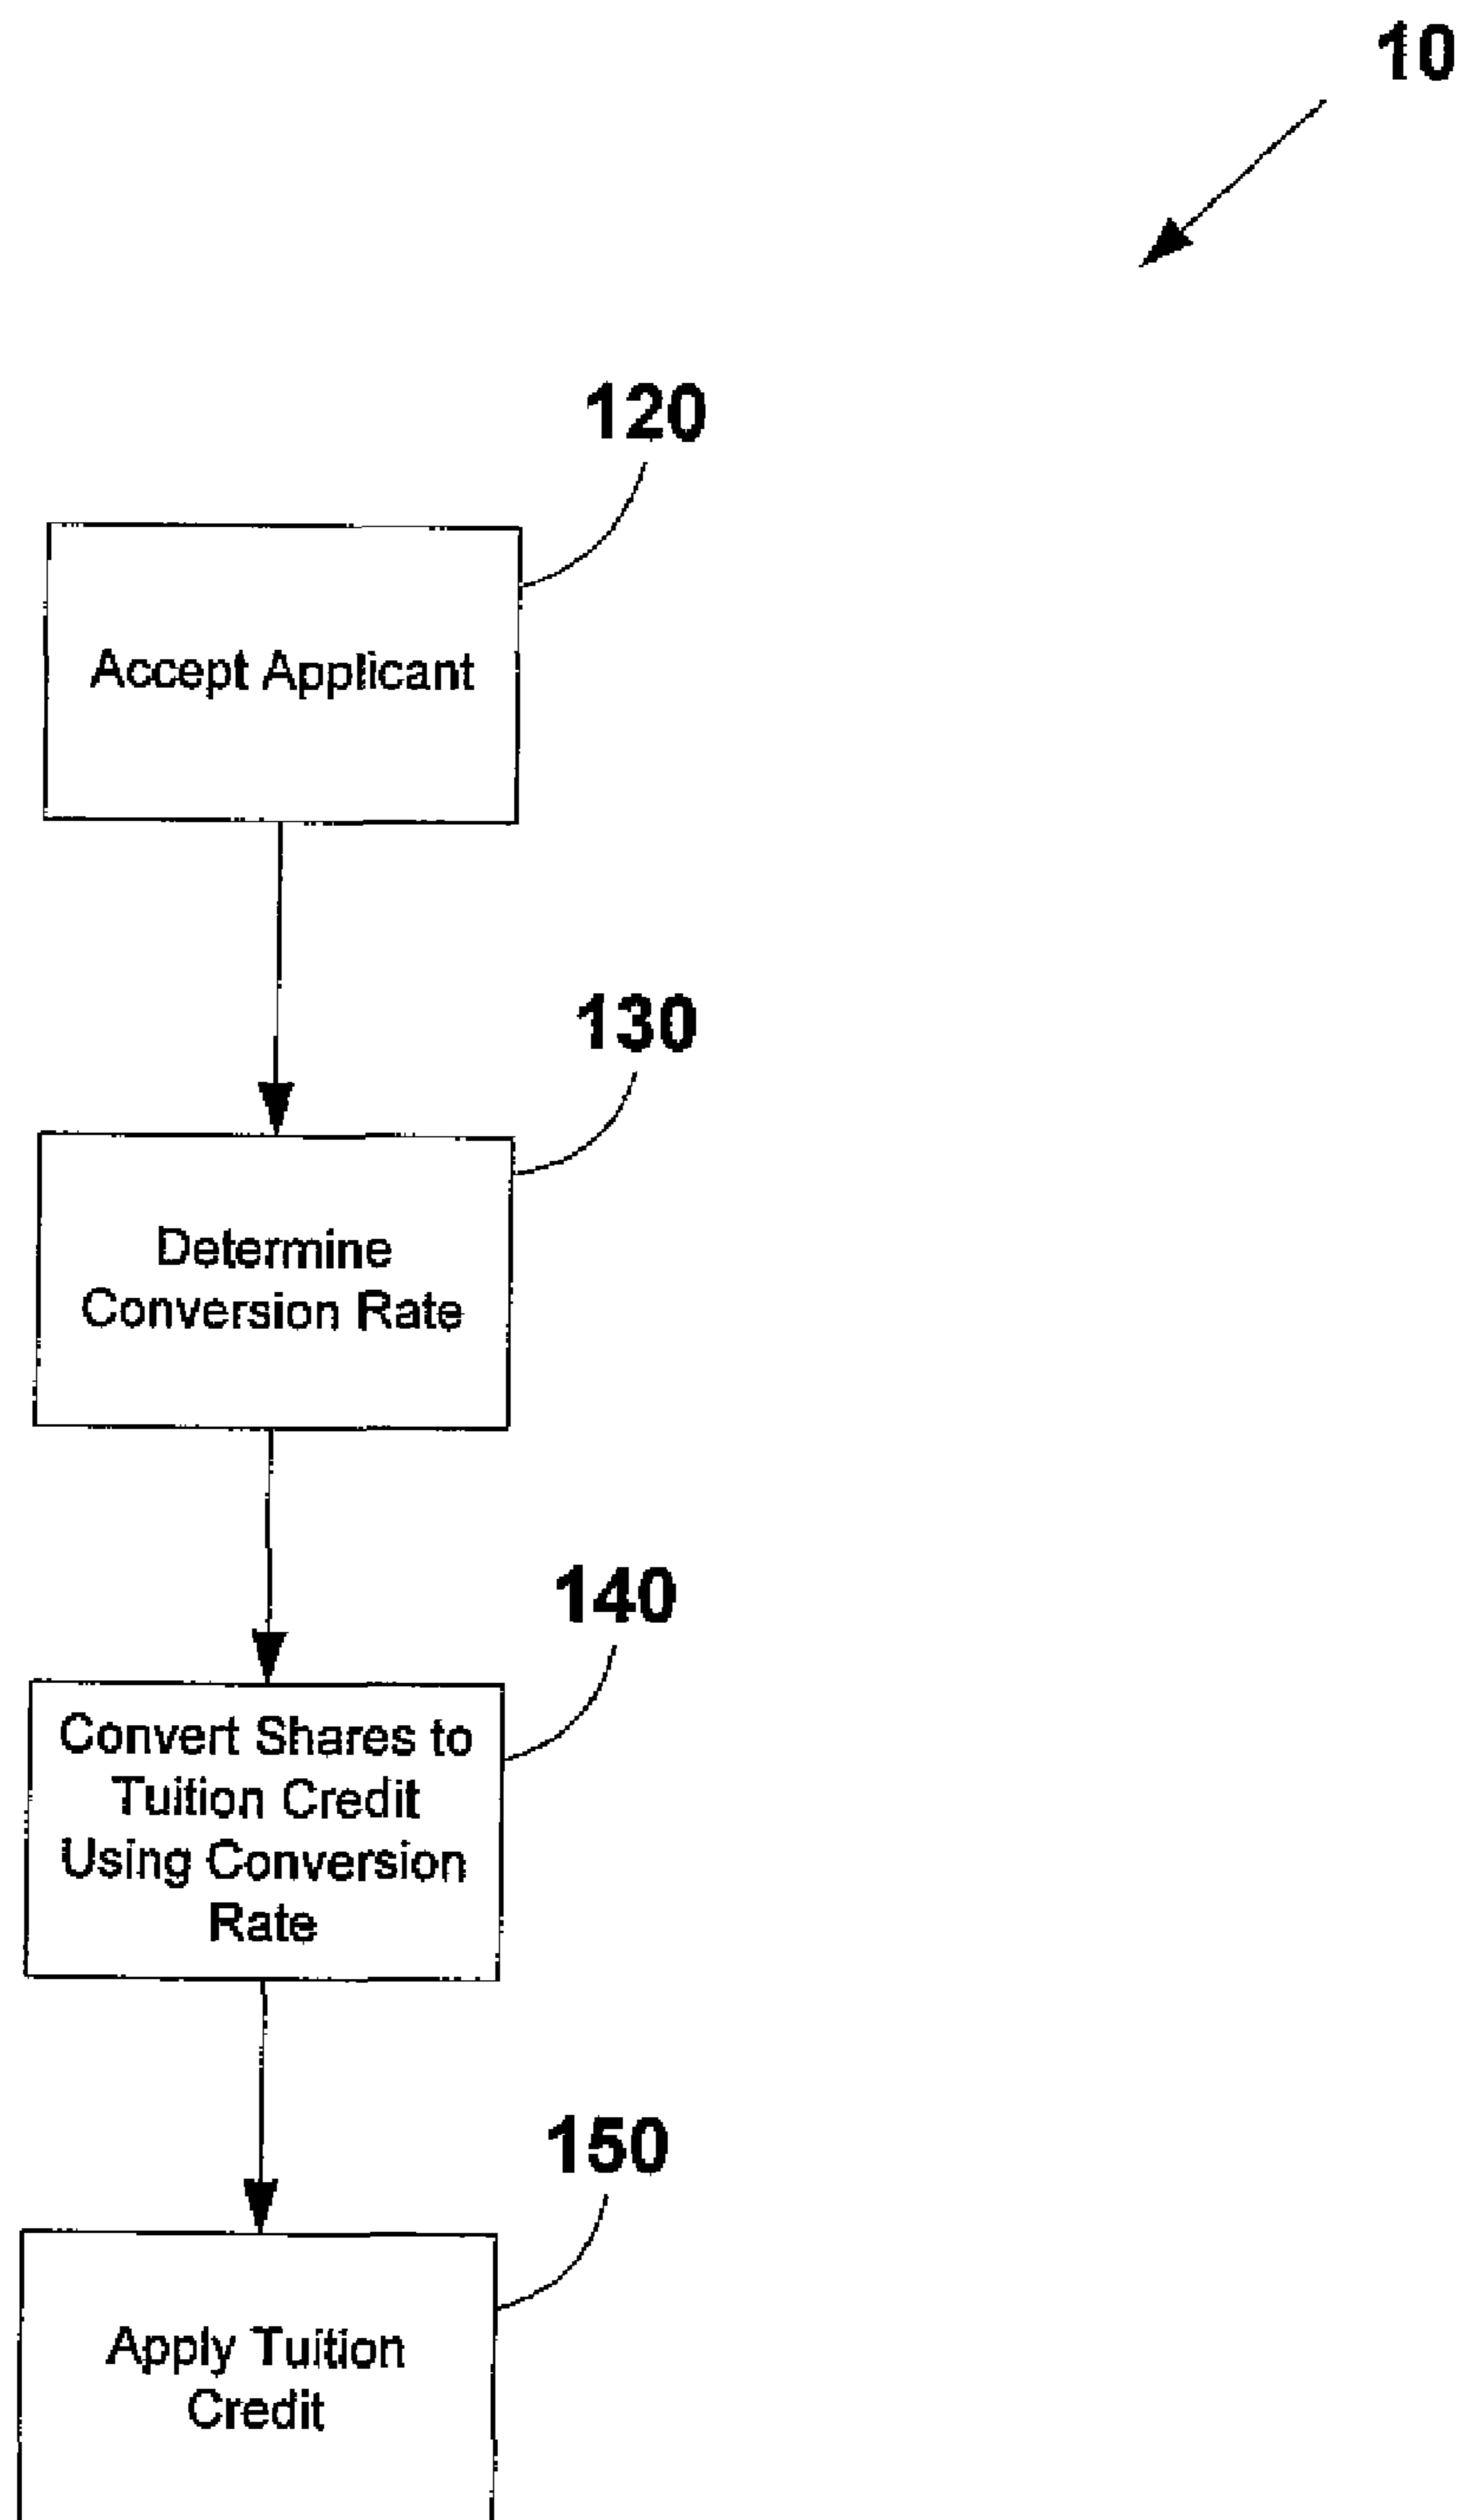 10
120
Accept Applicant
130
Determine
Conversion Rate
140
Convert Shares to
Tuition Credit
Using Conversion
Rate
150
Apply Tuition
Credit